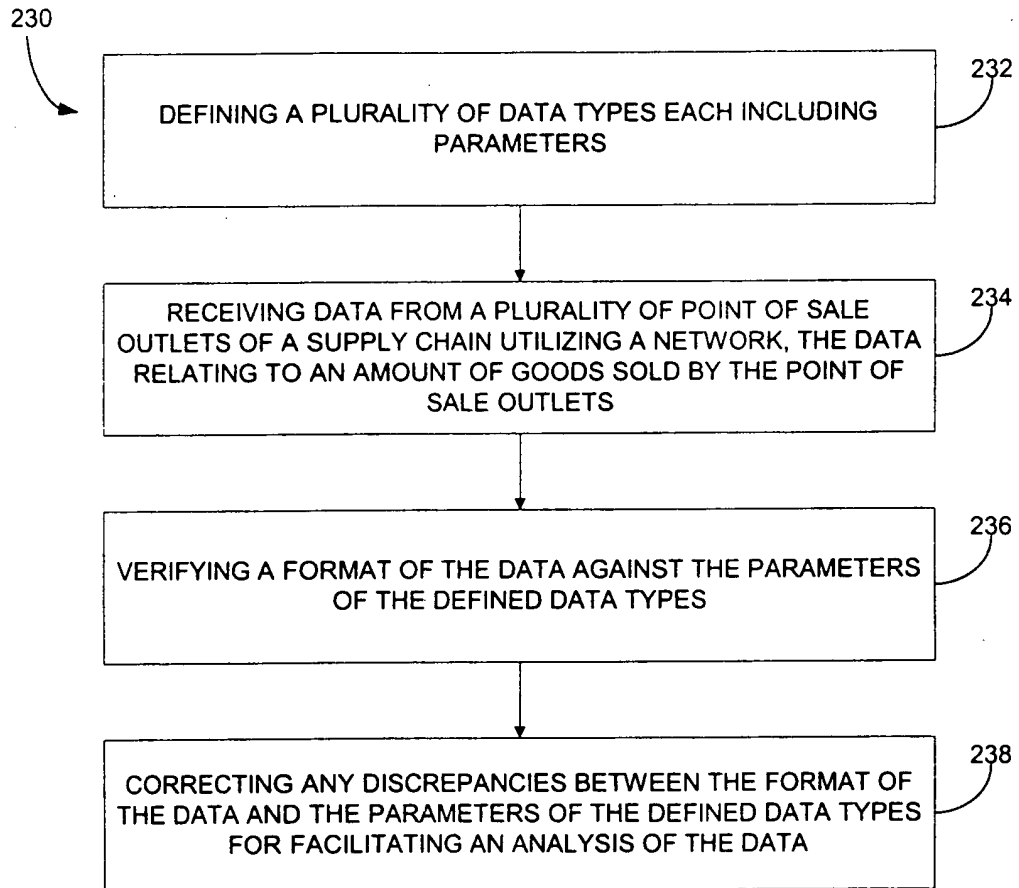 230
232
DEFINING A PLURALITY OF DATA TYPES EACH INCLUDING
PARAMETERS
234
RECEIVING DATA FROM A PLURALITY OF POINT OF SALE
OUTLETS OF A SUPPLY CHAIN UTILIZING A NETWORK, THE DATA
RELATING TO AN AMOUNT OF GOODS SOLD BY THE POINT OF
SALE OUTLETS
236
VERIFYING A FORMAT OF THE DATA AGAINST THE PARAMETERS
OF THE DEFINED DATA TYPES
238
CORRECTING ANY DISCREPANCIES BETWEEN THE FORMAT OF
THE DATA AND THE PARAMETERS OF THE DEFINED DATA TYPES
FOR FACILITATING AN ANALYSIS OF THE DATA